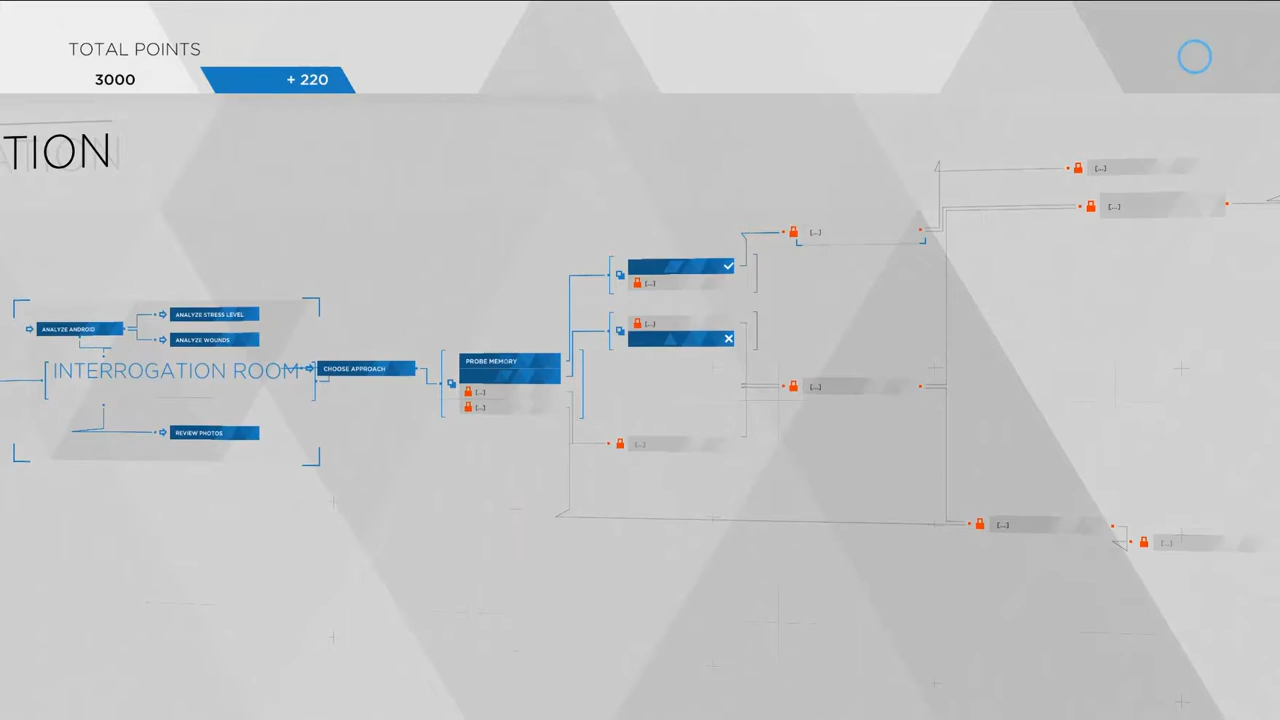 TOTAL POINTS
3000
+ 220
TION
[...]
[...]
[...]
[...]
ANALYZE STRESS LEVEL
[...]
ANALYZE ANDROID
ANALYZE WOUNDS
PROBE MEMORY
INTERROGATION ROOM
CHOOSE APPROACH
[...]
[...]
[...]
REVIEW PHOTOS
[...]
[...]
[...]